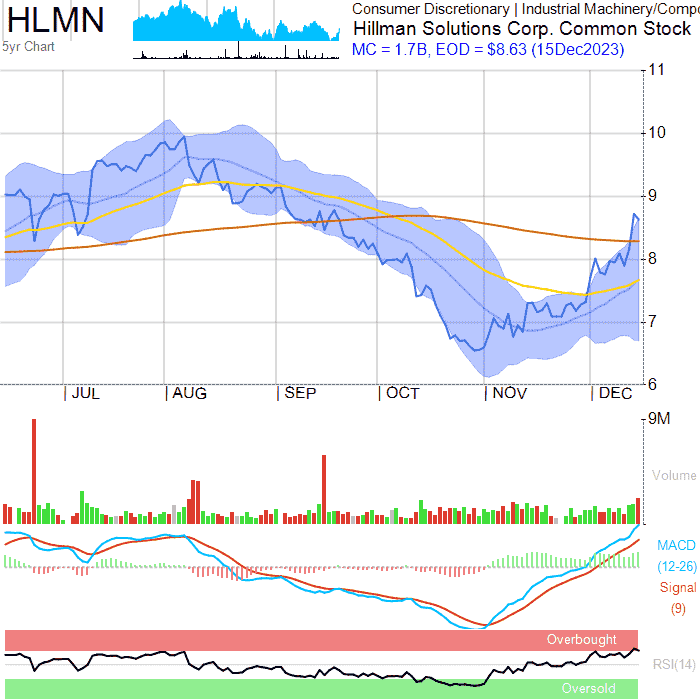 HLMN
5yr Chart
Consumer Discretionary | Industrial Machinery/Compo
Hillman Solutions Corp. Common Stock
MC = 1.7B, EOD = $8.63 (15Dec2023)
11
10
9
8
7
6
JUL AUG SEP OCT NOV DEC
9M
Volume
MACD
(12-26)
Signal
(9)
Overbought
RSI(14)
Oversold